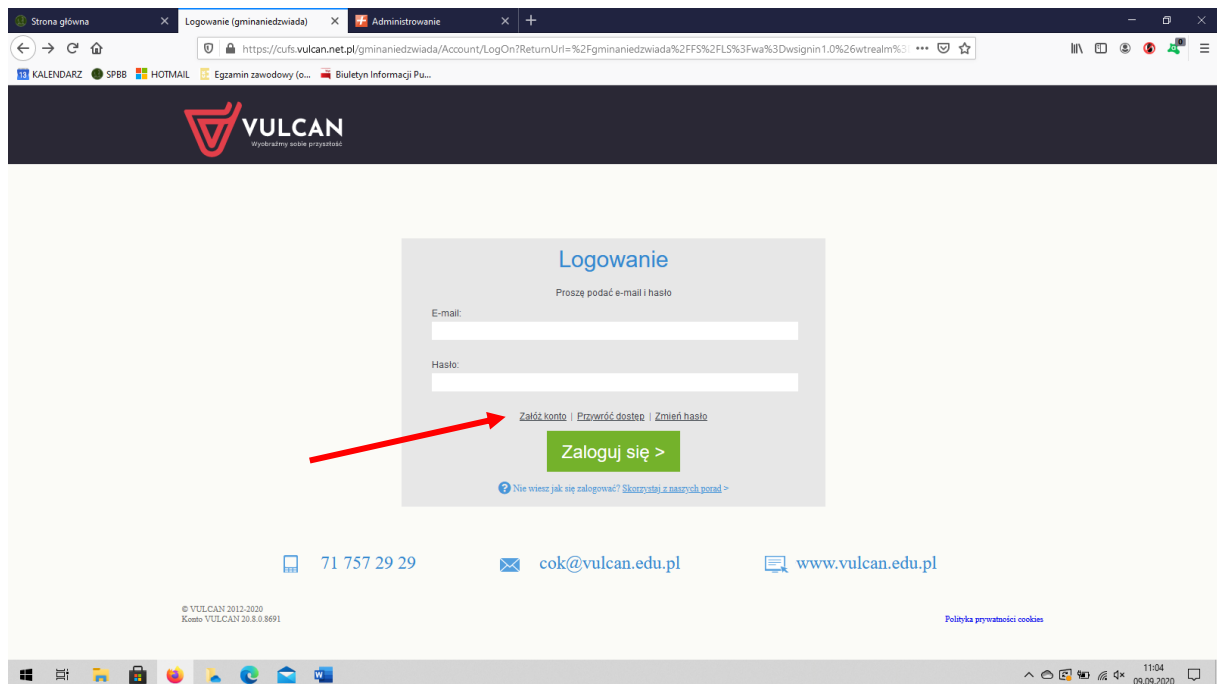 Strona główna
Logowanie (gminaniedzwiada)
Administrowanie
https://cufs.vulcan.net.pl/gminaniedzwiada/Account/LogOn?ReturnUrl=%2Fgminaniedzwiada%2FFS%2FLS%3Fwa%3Dwsignin1.0%26wtrealm%3
KALENDARZ SPBB HOTMAIL Egzamin zawodowy (o... Biuletyn Informacji Pu...
VULCAN
Wyobraźmy sobie przyszłość
Logowanie
Proszę podać e-mail i hasło
E-mail:
Hasło:
Załóż konto | Przywróć dostęp | Zmień hasło
Zaloguj się >
Nie wiesz jak się zalogować? Skorzystaj z naszych porad >
71 757 29 29
cok@vulcan.edu.pl
www.vulcan.edu.pl
© VULCAN 2012-2020
Konto VULCAN 20.8.0.8691
Polityka prywatności cookies
11:04
09.09.2020